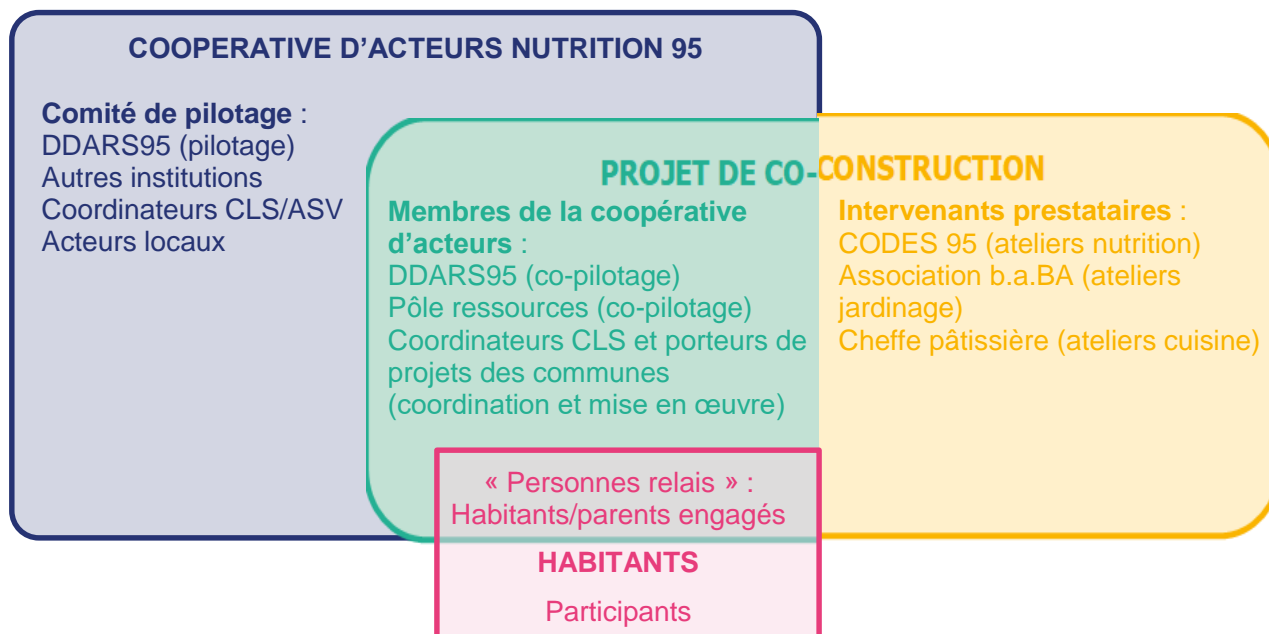 COOPERATIVE D’ACTEURS NUTRITION 95
Comité de pilotage :
DDARS95 (pilotage)
Autres institutions
Coordinateurs CLS/ASV
Acteurs locaux
PROJET DE CO-CONSTRUCTION
Membres de la coopérative
d’acteurs :
DDARS95 (co-pilotage)
Pôle ressources (co-pilotage)
Coordinateurs CLS et porteurs de
projets des communes
(coordination et mise en œuvre)
Intervenants prestataires :
CODES 95 (ateliers nutrition)
Association b.a.BA (ateliers
jardinage)
Cheffe pâtissière (ateliers cuisine)
« Personnes relais » :
Habitants/parents engagés
HABITANTS
Participants